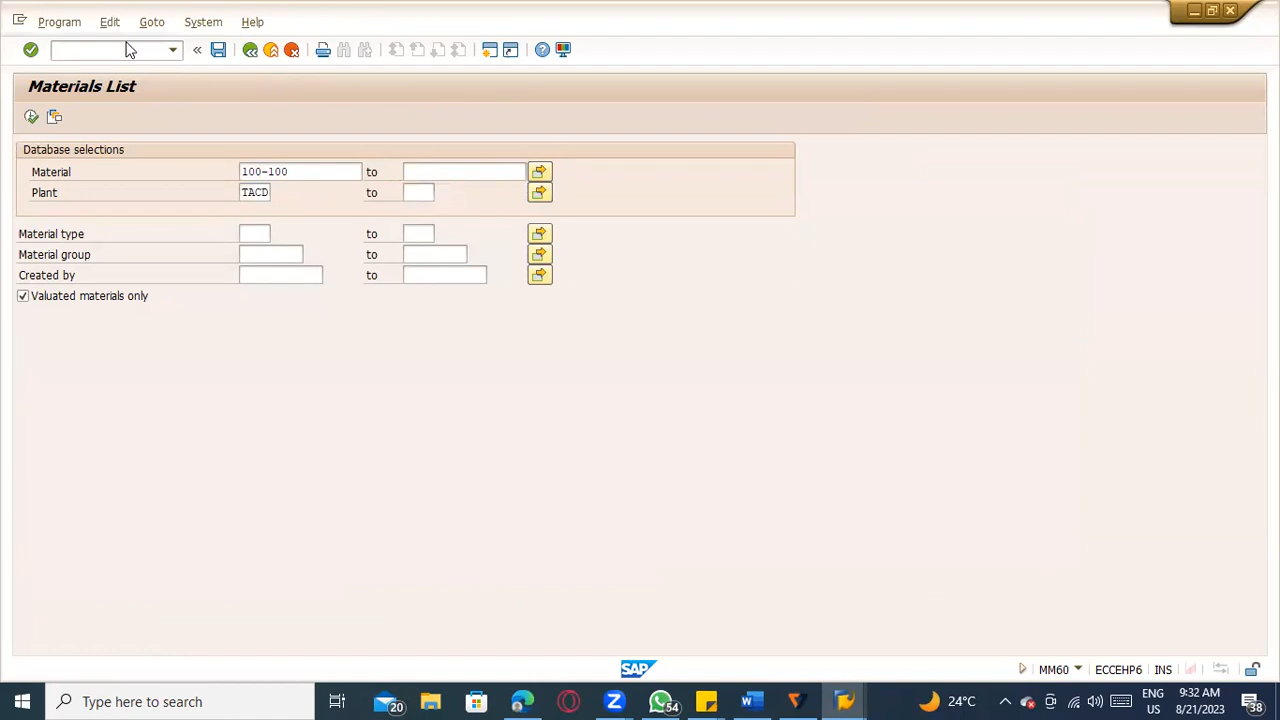 Program Edit Goto System Help
Materials List
Database selections
Material 100-100 to
Plant TACD to
Material type to
Material group to
Created by to
Valuated materials only
SAP MM60 ECCEHP6 INS
Type here to search 20 54 24°C ENG 9:32 AM
US 8/21/2023 38